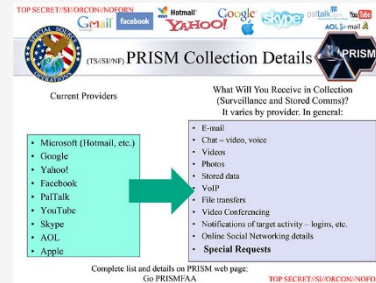 TOP SECRET//SI//ORCON//NOFORN
Gmail facebook Hotmail Google skype paltalk.com YouTube
YAHOO! AOL mail
SPECIAL SOURCE OPERATIONS
(TS//SI//NF) PRISM Collection Details
PRISM
Current Providers
What Will You Receive in Collection
(Surveillance and Stored Comms)?
It varies by provider. In general:
• Microsoft (Hotmail, etc.)
• Google
• Yahoo!
• Facebook
• PalTalk
• YouTube
• Skype
• AOL
• Apple
• E-mail
• Chat – video, voice
• Videos
• Photos
• Stored data
• VoIP
• File transfers
• Video Conferencing
• Notifications of target activity – logins, etc.
• Online Social Networking details
• Special Requests
Complete list and details on PRISM web page:
Go PRISMFAA
TOP SECRET//SI//ORCON//NOFOR